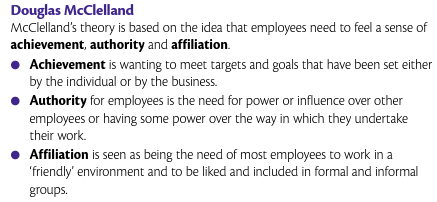 Douglas McClelland
McClelland's theory is based on the idea that employees need to feel a sense of
achievement, authority and affiliation.
● Achievement is wanting to meet targets and goals that have been set either
by the individual or by the business.
● Authority for employees is the need for power or influence over other
employees or having some power over the way in which they undertake
their work.
● Affiliation is seen as being the need of most employees to work in a
'friendly' environment and to be liked and included in formal and informal
groups.